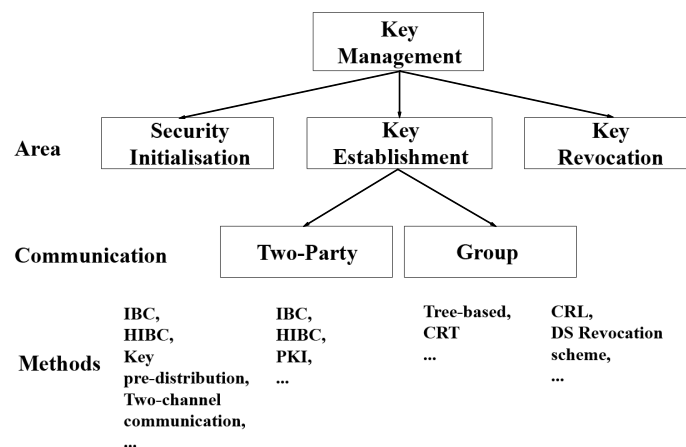 Key
Management
Area
Security
Initialisation
Key
Establishment
Key
Revocation
Communication
Two-Party
Group
Methods
IBC,
HIBC,
Key
pre-distribution,
Two-channel
communication,
...
IBC,
HIBC,
PKI,
...
Tree-based,
CRT
...
CRL,
DS Revocation
scheme,
...